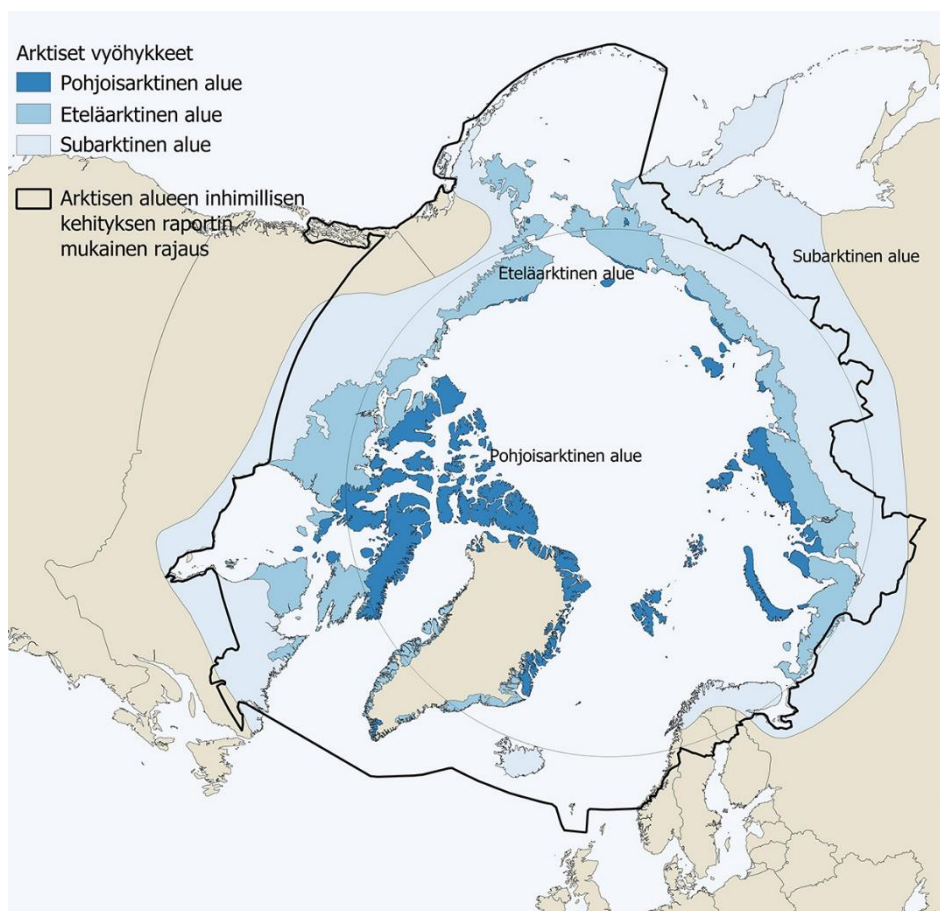 Arktiset vyöhykkeet
Pohjoisarktinen alue
Eteläarktinen alue
Subarktinen alue
Arktisen alueen inhimillisen
kehityksen raportin
mukainen rajaus
Subarktinen alue
Eteläarktinen alue
Pohjoisarktinen alue